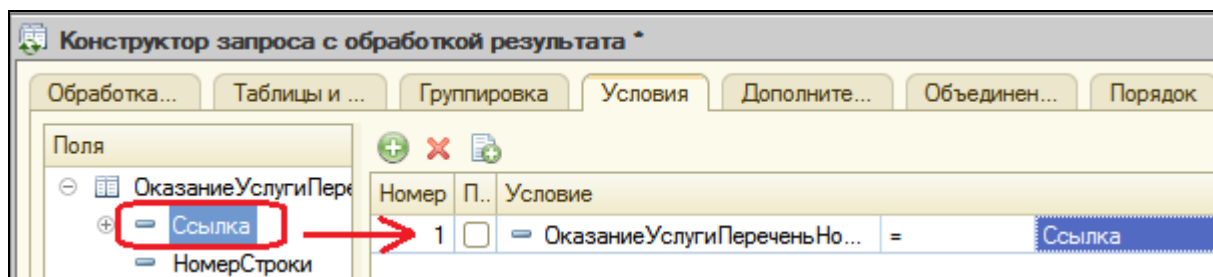 Конструктор запроса с обработкой результата *
Обработка... Таблицы и ... Группировка Условия Дополните... Объединен... Порядок
Поля
ОказаниеУслугиПере
Номер П.. Условие
Ссылка 1 ОказаниеУслугиПереченьНо... = Ссылка
НомерСтроки